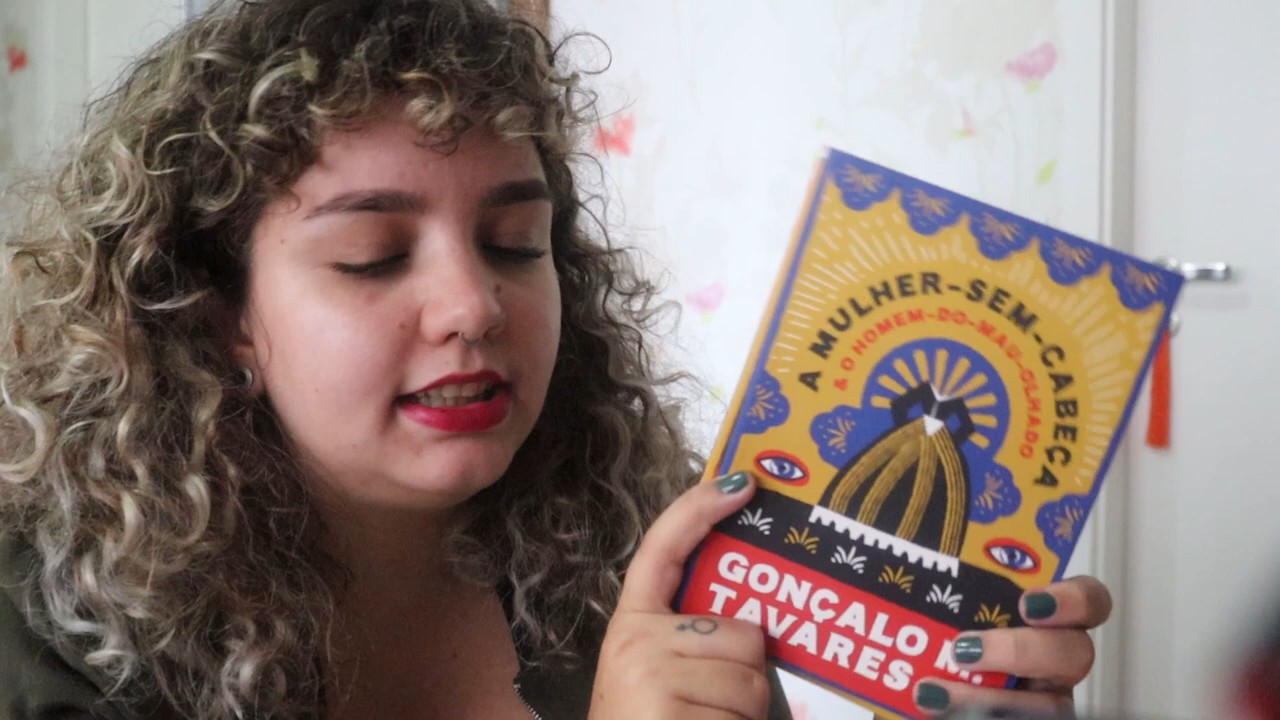 A MULHER-SEM-CABEÇA
& O HOMEM-DO-MAU-OLHADO
GONÇALO M.
TAVARES